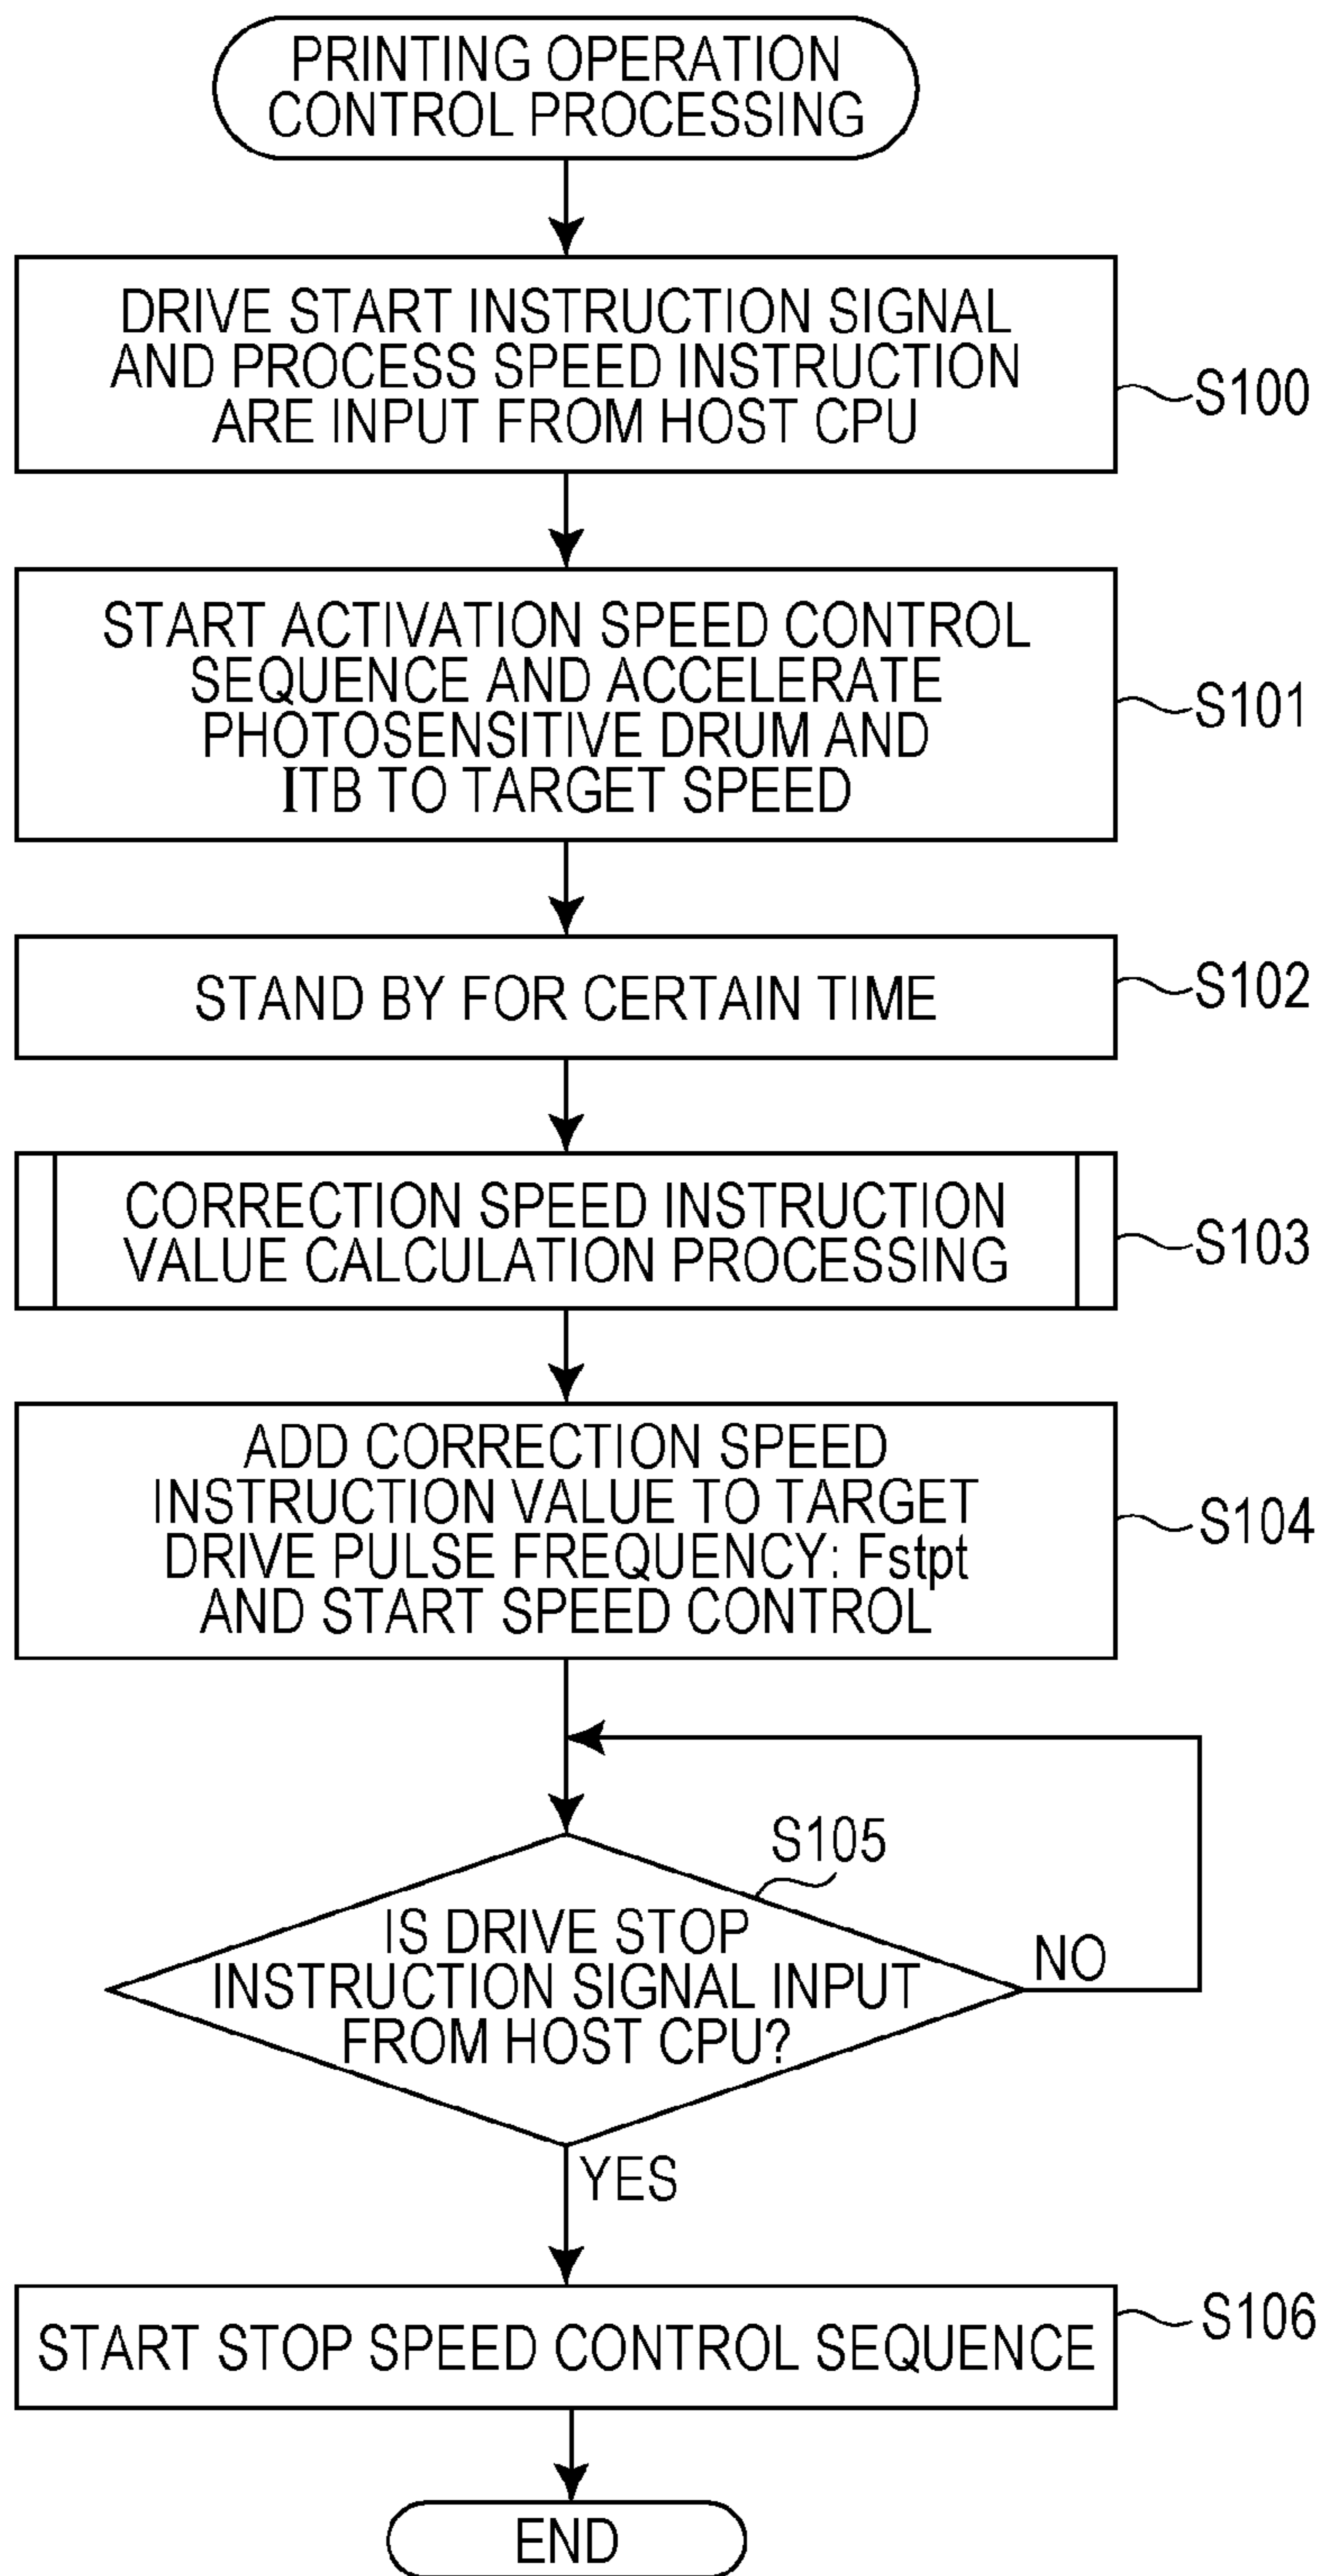 PRINTING OPERATION
CONTROL PROCESSING
DRIVE START INSTRUCTION SIGNAL
AND PROCESS SPEED INSTRUCTION
ARE INPUT FROM HOST CPU
S100
START ACTIVATION SPEED CONTROL
SEQUENCE AND ACCELERATE
PHOTOSENSITIVE DRUM AND
ITB TO TARGET SPEED
S101
STAND BY FOR CERTAIN TIME
S102
CORRECTION SPEED INSTRUCTION
VALUE CALCULATION PROCESSING
S103
ADD CORRECTION SPEED
INSTRUCTION VALUE TO TARGET
DRIVE PULSE FREQUENCY: Fstpt
AND START SPEED CONTROL
S104
S105
IS DRIVE STOP
INSTRUCTION SIGNAL INPUT
FROM HOST CPU?
NO
YES
START STOP SPEED CONTROL SEQUENCE
S106
END